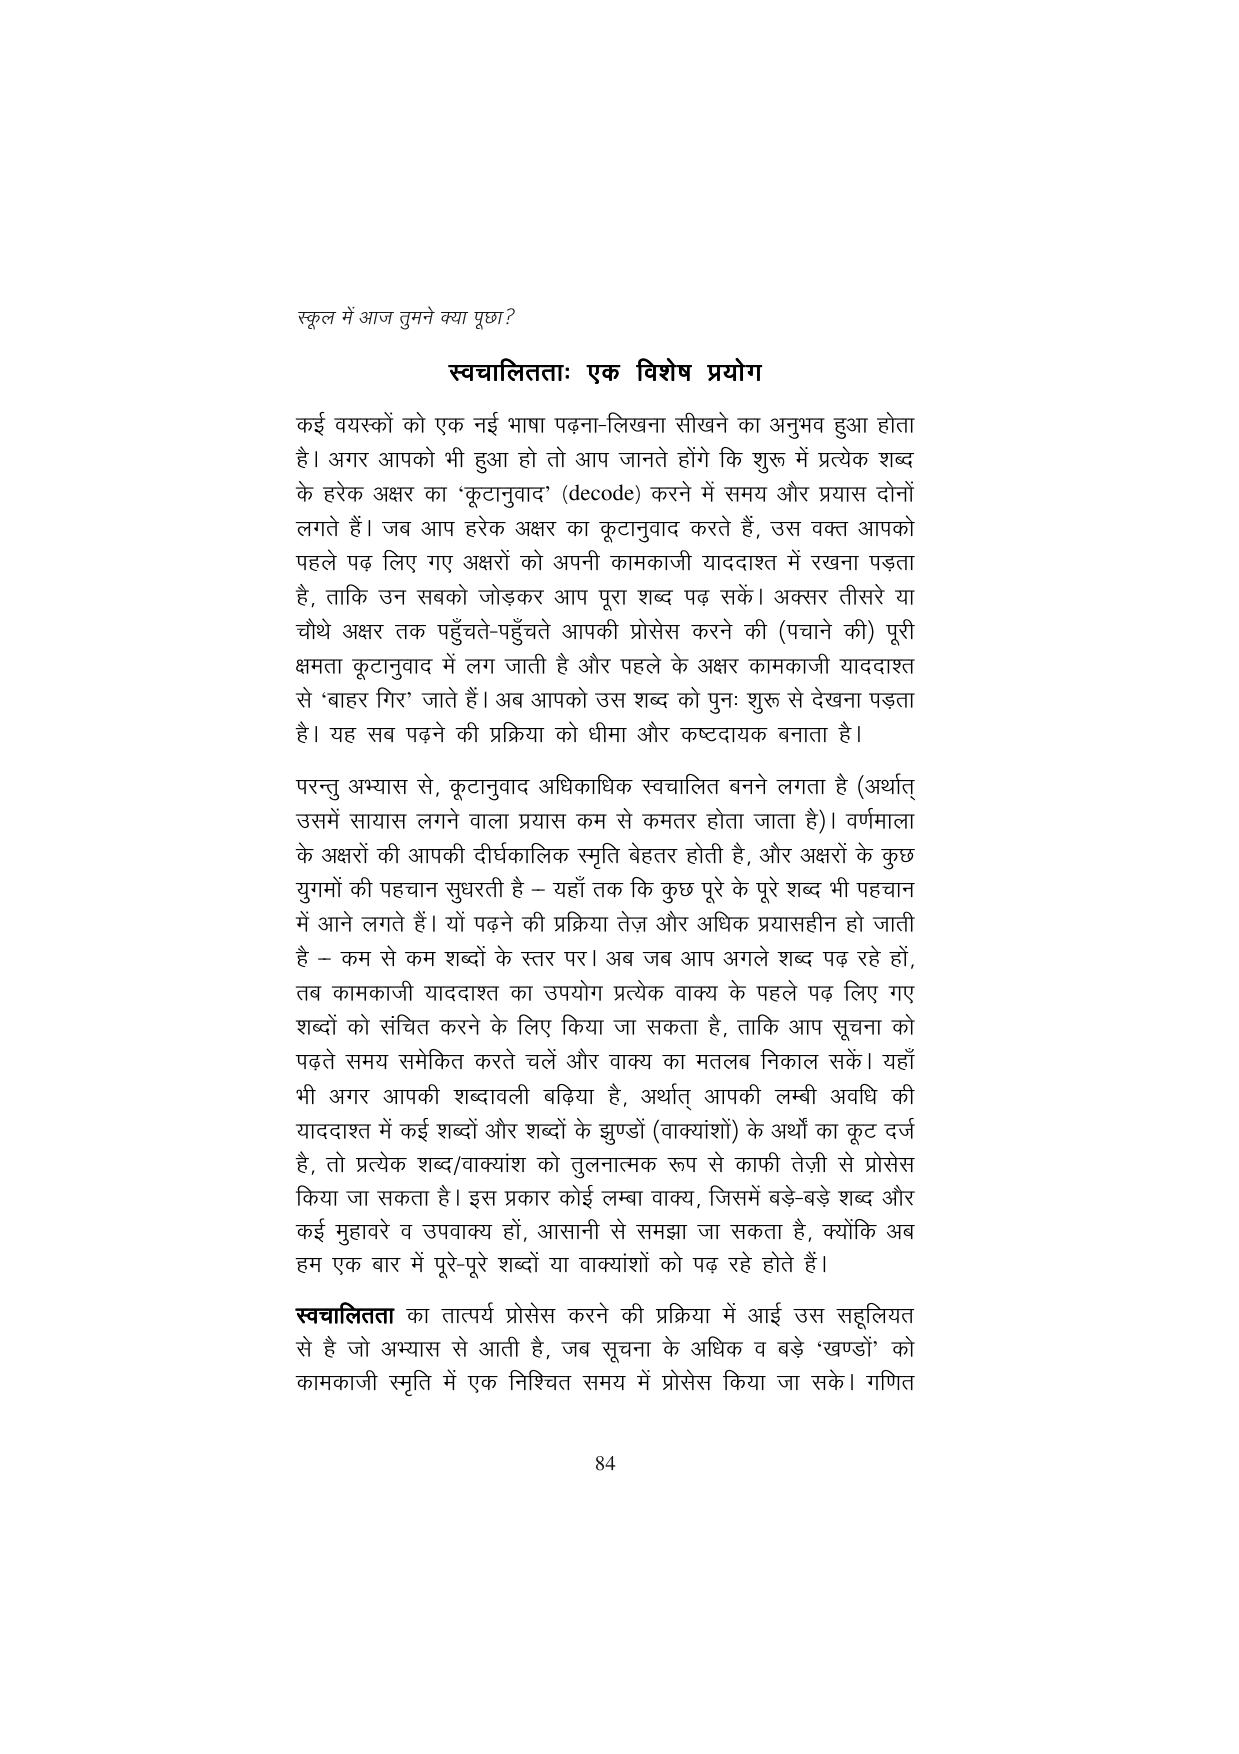 स्कूल में आज तुमने क्या पूछा?
स्वचालितताः एक विशेष प्रयोग
कई वयस्कों को एक नई भाषा पढ़ना-लिखना सीखने का अनुभव हुआ होता
है। अगर आपको भी हुआ हो तो आप जानते होंगे कि शुरू में प्रत्येक शब्द
के हरेक अक्षर का ‘कूटानुवाद’ (decode) करने में समय और प्रयास दोनों
लगते हैं। जब आप हरेक अक्षर का कूटानुवाद करते हैं, उस वक्त आपको
पहले पढ़ लिए गए अक्षरों को अपनी कामकाजी याददाश्त में रखना पड़ता
है, ताकि उन सबको जोड़कर आप पूरा शब्द पढ़ सकें। अक्सर तीसरे या
चौथे अक्षर तक पहुँचते-पहुँचते आपकी प्रोसेस करने की (पचाने की) पूरी
क्षमता कूटानुवाद में लग जाती है और पहले के अक्षर कामकाजी याददाश्त
से ‘बाहर गिर’ जाते हैं। अब आपको उस शब्द को पुनः शुरू से देखना पड़ता
है। यह सब पढ़ने की प्रक्रिया को धीमा और कष्टदायक बनाता है।
परन्तु अभ्यास से, कूटानुवाद अधिकाधिक स्वचालित बनने लगता है (अर्थात्
उसमें सायास लगने वाला प्रयास कम से कमतर होता जाता है)। वर्णमाला
के अक्षरों की आपकी दीर्घकालिक स्मृति बेहतर होती है, और अक्षरों के कुछ
युगमों की पहचान सुधरती है – यहाँ तक कि कुछ पूरे के पूरे शब्द भी पहचान
में आने लगते हैं। यों पढ़ने की प्रक्रिया तेज़ और अधिक प्रयासहीन हो जाती
है – कम से कम शब्दों के स्तर पर। अब जब आप अगले शब्द पढ़ रहे हों,
तब कामकाजी याददाश्त का उपयोग प्रत्येक वाक्य के पहले पढ़ लिए गए
शब्दों को संचित करने के लिए किया जा सकता है, ताकि आप सूचना को
पढ़ते समय समेकित करते चलें और वाक्य का मतलब निकाल सकें। यहाँ
भी अगर आपकी शब्दावली बढ़िया है, अर्थात् आपकी लम्बी अवधि की
याददाश्त में कई शब्दों और शब्दों के झुण्डों (वाक्यांशों) के अर्थों का कूट दर्ज
है, तो प्रत्येक शब्द/वाक्यांश को तुलनात्मक रूप से काफी तेज़ी से प्रोसेस
किया जा सकता है। इस प्रकार कोई लम्बा वाक्य, जिसमें बड़े-बड़े शब्द और
कई मुहावरे व उपवाक्य हों, आसानी से समझा जा सकता है, क्योंकि अब
हम एक बार में पूरे-पूरे शब्दों या वाक्यांशों को पढ़ रहे होते हैं।
स्वचालितता का तात्पर्य प्रोसेस करने की प्रक्रिया में आई उस सहूलियत
से है जो अभ्यास से आती है, जब सूचना के अधिक व बड़े ‘खण्डों’ को
कामकाजी स्मृति में एक निश्चित समय में प्रोसेस किया जा सके। गणित
84